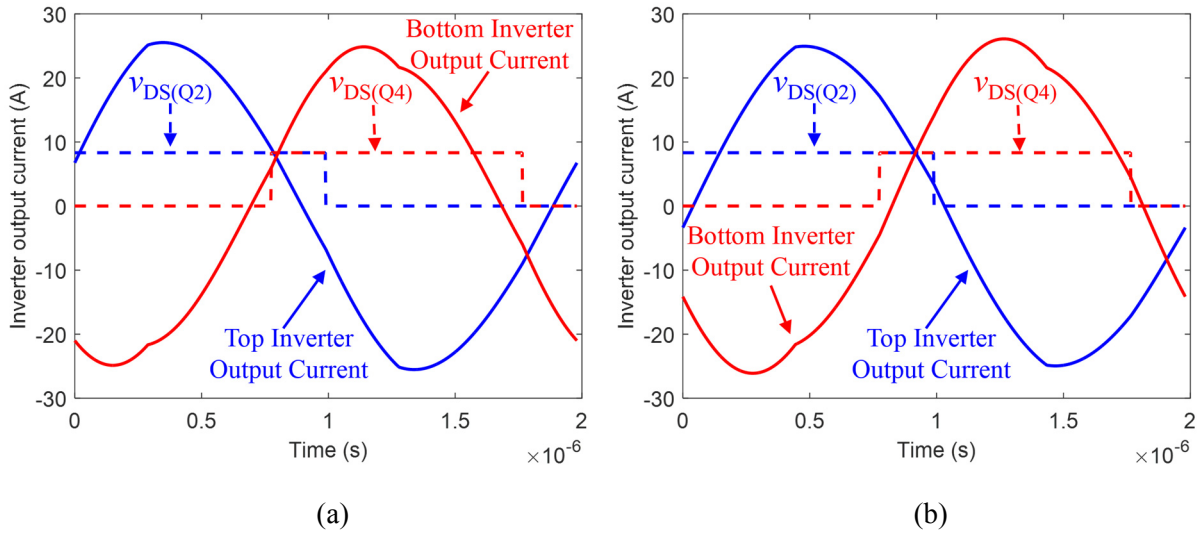 30
20
10
0
-10
-20
-30
Inverter output current (A)
Bottom Inverter
Output Current
vDS(Q2)
vDS(Q4)
Top Inverter
Output Current
0
0.5
1
1.5
2
Time (s)
×10-6
(a)
30
20
10
0
-10
-20
-30
Inverter output current (A)
vDS(Q2)
vDS(Q4)
Bottom Inverter
Output Current
Top Inverter
Output Current
0
0.5
1
1.5
2
Time (s)
×10-6
(b)